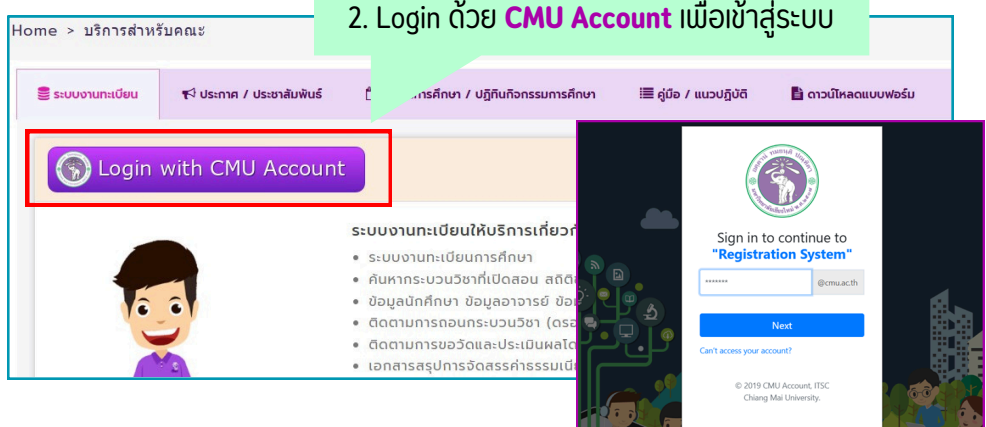 2. Login ด้วย CMU Account เพื่อเข้าสู่ระบบ
Home > บริการสำหรับคณะ
ระบบงานทะเบียน
ประกาศ / ประชาสัมพันธ์
ารศึกษา / ปฏิทินกิจกรรมการศึกษา
คู่มือ / แนวปฏิบัติ
ดาวน์โหลดแบบฟอร์ม
Login with CMU Account
ระบบงานทะเบียนให้บริการเกี่ยวกั
• ระบบงานทะเบียนการศึกษา
• ค้นหากระบวนวิชาที่เปิดสอน สถิติ
• ข้อมูลนักศึกษา ข้อมูลอาจารย์ ข้อม
• ติดตามการถอนกระบวนวิชา (ดรอ
• ติดตามการขอวัดและประเมินผลโด
• เอกสารสรุปการจัดสรรค่าธรรมเนี
Sign in to continue to
"Registration System"
******* @cmu.ac.th
Next
Can't access your account?
© 2019 CMU Account, ITSC
Chiang Mai University.